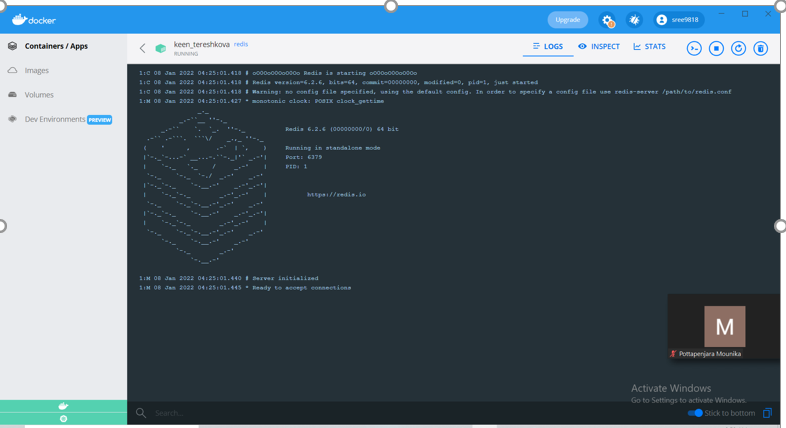 docker
Upgrade
sree9818
Containers / Apps
Images
Volumes
Dev Environments PREVIEW
keen_tereshkova redis
RUNNING
LOGS
INSPECT
STATS
1:C 08 Jan 2022 04:25:01.418 # oO0OoO0OoO0Oo Redis is starting oO0OoO0OoO0Oo
1:C 08 Jan 2022 04:25:01.418 # Redis version=6.2.6, bits=64, commit=00000000, modified=0, pid=1, just started
1:C 08 Jan 2022 04:25:01.418 # Warning: no config file specified, using the default config. In order to specify a config file use redis-server /path/to/redis.conf
1:M 08 Jan 2022 04:25:01.427 * monotonic clock: POSIX clock_gettime
Redis 6.2.6 (00000000/0) 64 bit
Running in standalone mode
Port: 6379
PID: 1
https://redis.io
1:M 08 Jan 2022 04:25:01.440 # Server initialized
1:M 08 Jan 2022 04:25:01.445 * Ready to accept connections
M
Pottapenjara Mounika
Activate Windows
Go to Settings to activate Windows.
Search...
Stick to bottom